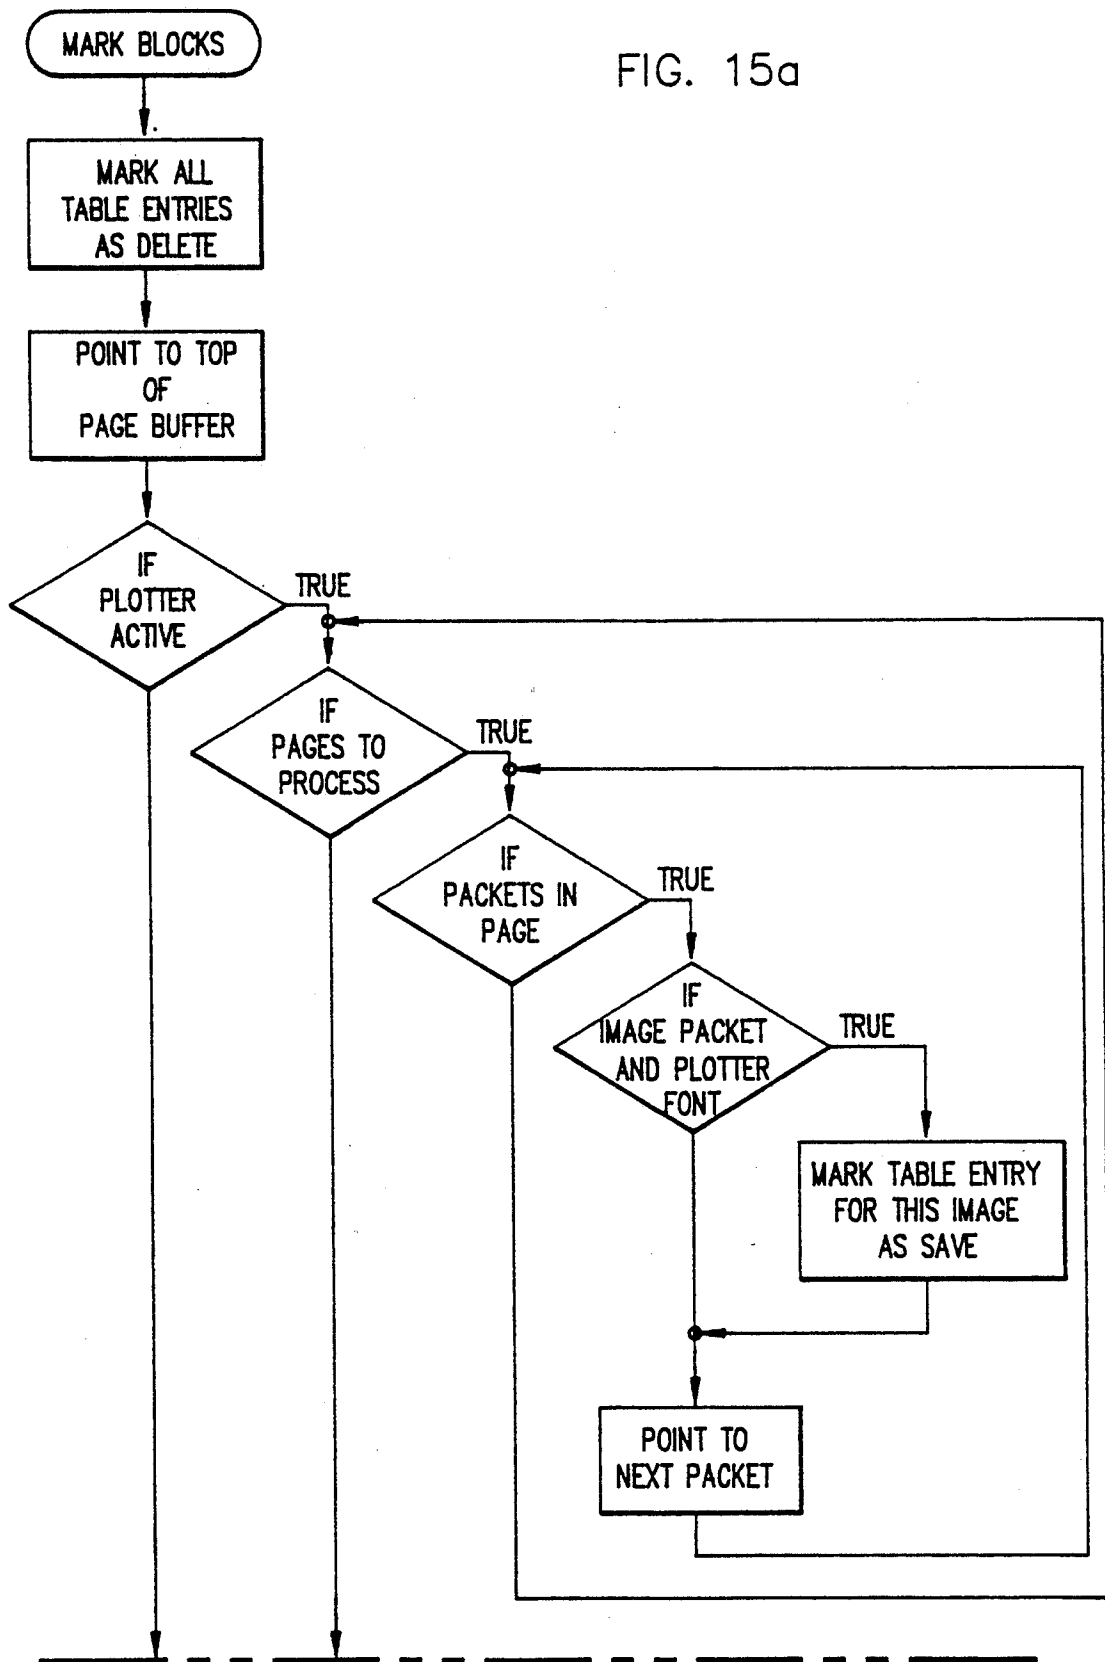 MARK BLOCKS
FIG. 15a
MARK ALL
TABLE ENTRIES
AS DELETE
POINT TO TOP
OF
PAGE BUFFER
IF
PLOTTER
ACTIVE
TRUE
IF
PAGES TO
PROCESS
TRUE
IF
PACKETS IN
PAGE
TRUE
IF
IMAGE PACKET
AND PLOTTER
FONT
TRUE
MARK TABLE ENTRY
FOR THIS IMAGE
AS SAVE
POINT TO
NEXT PACKET